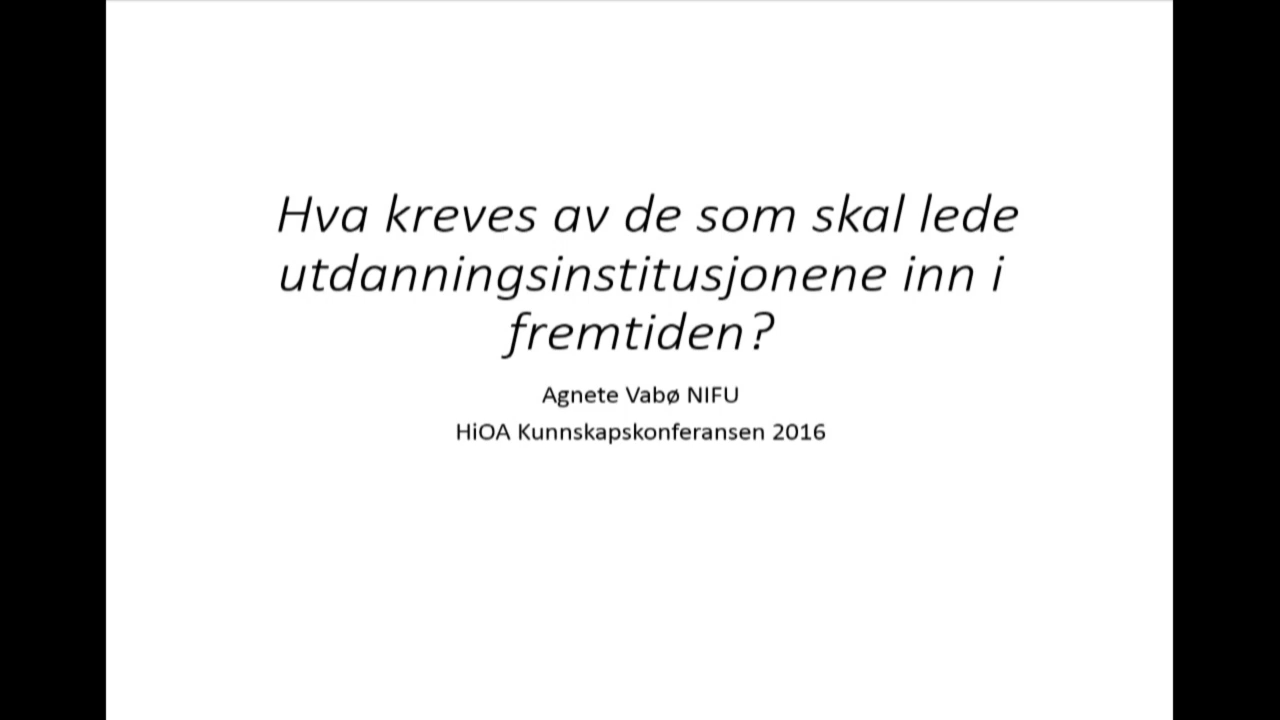 Hva kreves av de som skal lede
utdanningsinstitusjonene inn i
fremtiden?
Agnete Vabø NIFU
HiOA Kunnskapskonferansen 2016